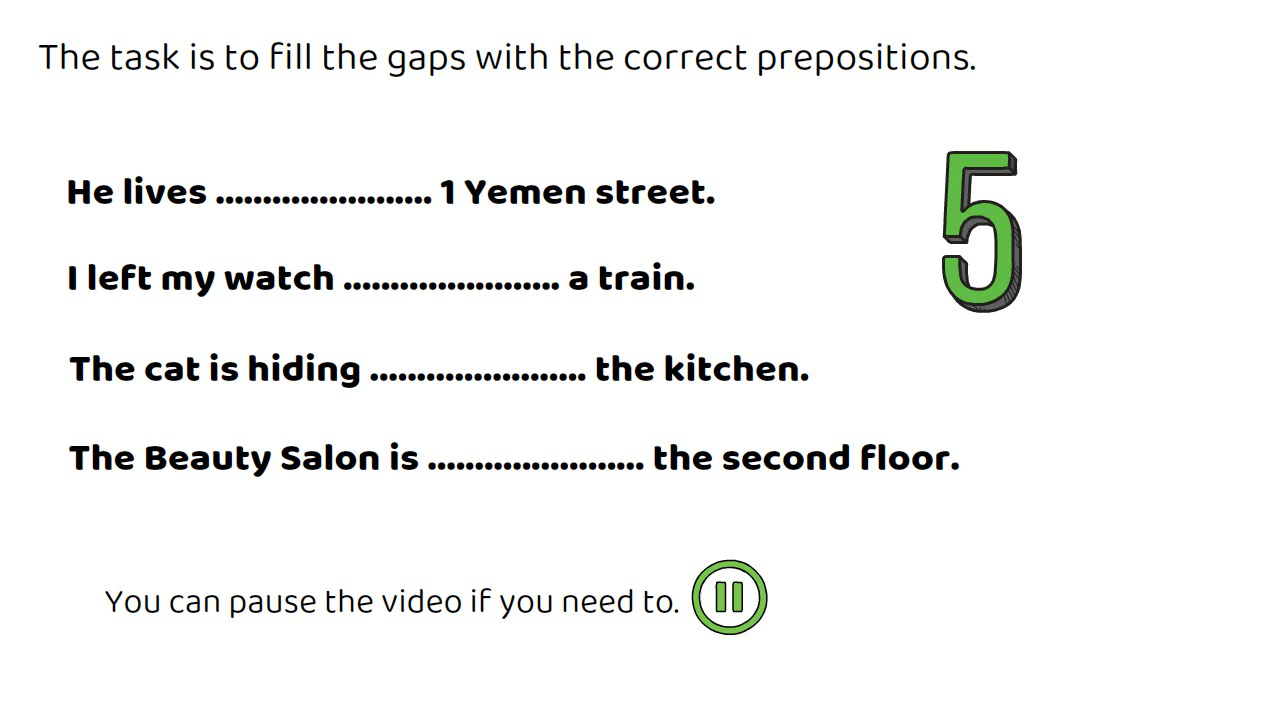 The task is to fill the gaps with the correct prepositions.
He lives ....................... 1 Yemen street.
5
I left my watch ....................... a train.
The cat is hiding ....................... the kitchen.
The Beauty Salon is ....................... the second floor.
You can pause the video if you need to.